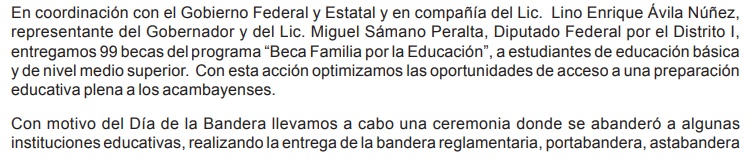 En coordinación con el Gobierno Federal y Estatal y en compañía del Lic.  Lino Enrique Ávila Núñez,
representante del Gobernador y del Lic. Miguel Sámano Peralta, Diputado Federal por el Distrito I,
entregamos 99 becas del programa “Beca Familia por la Educación”, a estudiantes de educación básica
y de nivel medio superior.  Con esta acción optimizamos las oportunidades de acceso a una preparación
educativa plena a los acambayenses.
Con motivo del Día de la Bandera llevamos a cabo una ceremonia donde se abanderó a algunas
instituciones educativas, realizando la entrega de la bandera reglamentaria, portabandera, astabandera